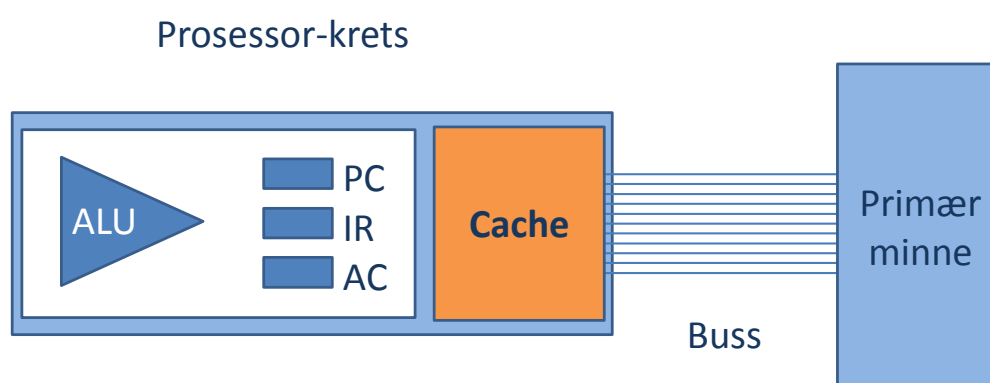 Prosessor-krets
ALU
PC
IR
AC
Cache
Primær
minne
Buss